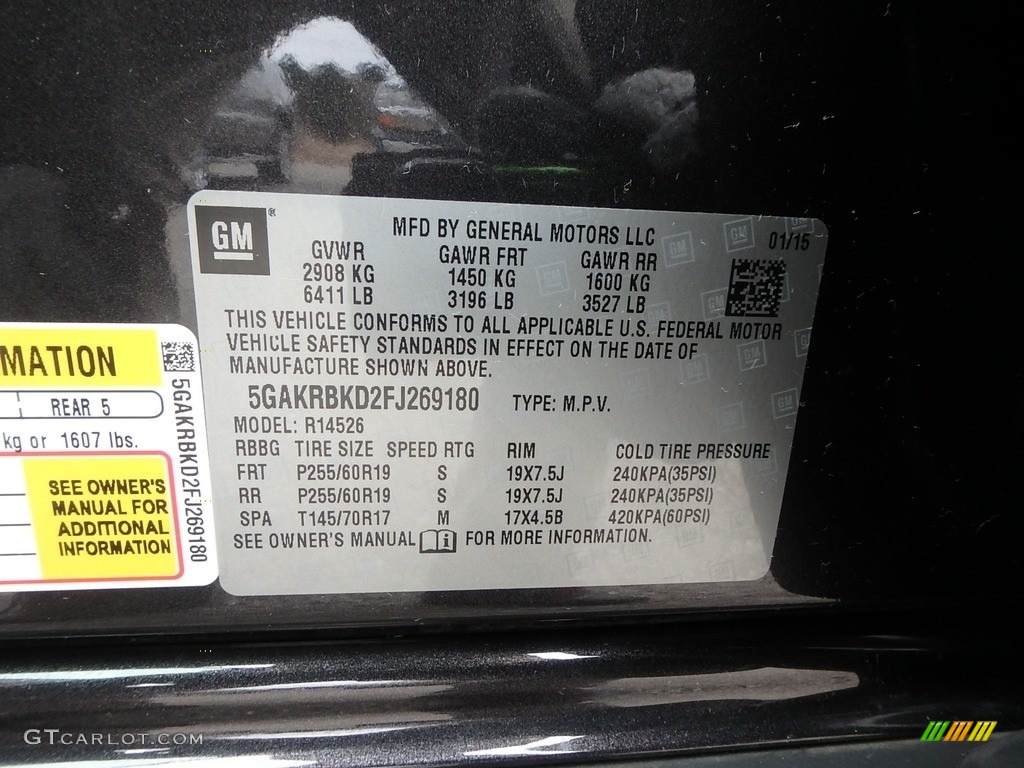 GM®
MFD BY GENERAL MOTORS LLC
01/15
GVWR GAWR FRT GAWR RR
2908 KG 1450 KG 1600 KG
6411 LB 3196 LB 3527 LB
THIS VEHICLE CONFORMS TO ALL APPLICABLE U.S. FEDERAL MOTOR
VEHICLE SAFETY STANDARDS IN EFFECT ON THE DATE OF
MANUFACTURE SHOWN ABOVE.
5GAKRBKD2FJ269180 TYPE: M.P.V.
MODEL: R14526
RBBG TIRE SIZE SPEED RTG RIM COLD TIRE PRESSURE
FRT P255/60R19 S 19X7.5J 240KPA(35PSI)
RR P255/60R19 S 19X7.5J 240KPA(35PSI)
SPA T145/70R17 M 17X4.5B 420KPA(60PSI)
SEE OWNER'S MANUAL i FOR MORE INFORMATION.
MATION
REAR 5
kg or 1607 lbs.
SEE OWNER'S
MANUAL FOR
ADDITIONAL
INFORMATION
5GAKRBKD2FJ269180
GTCARLOT.COM